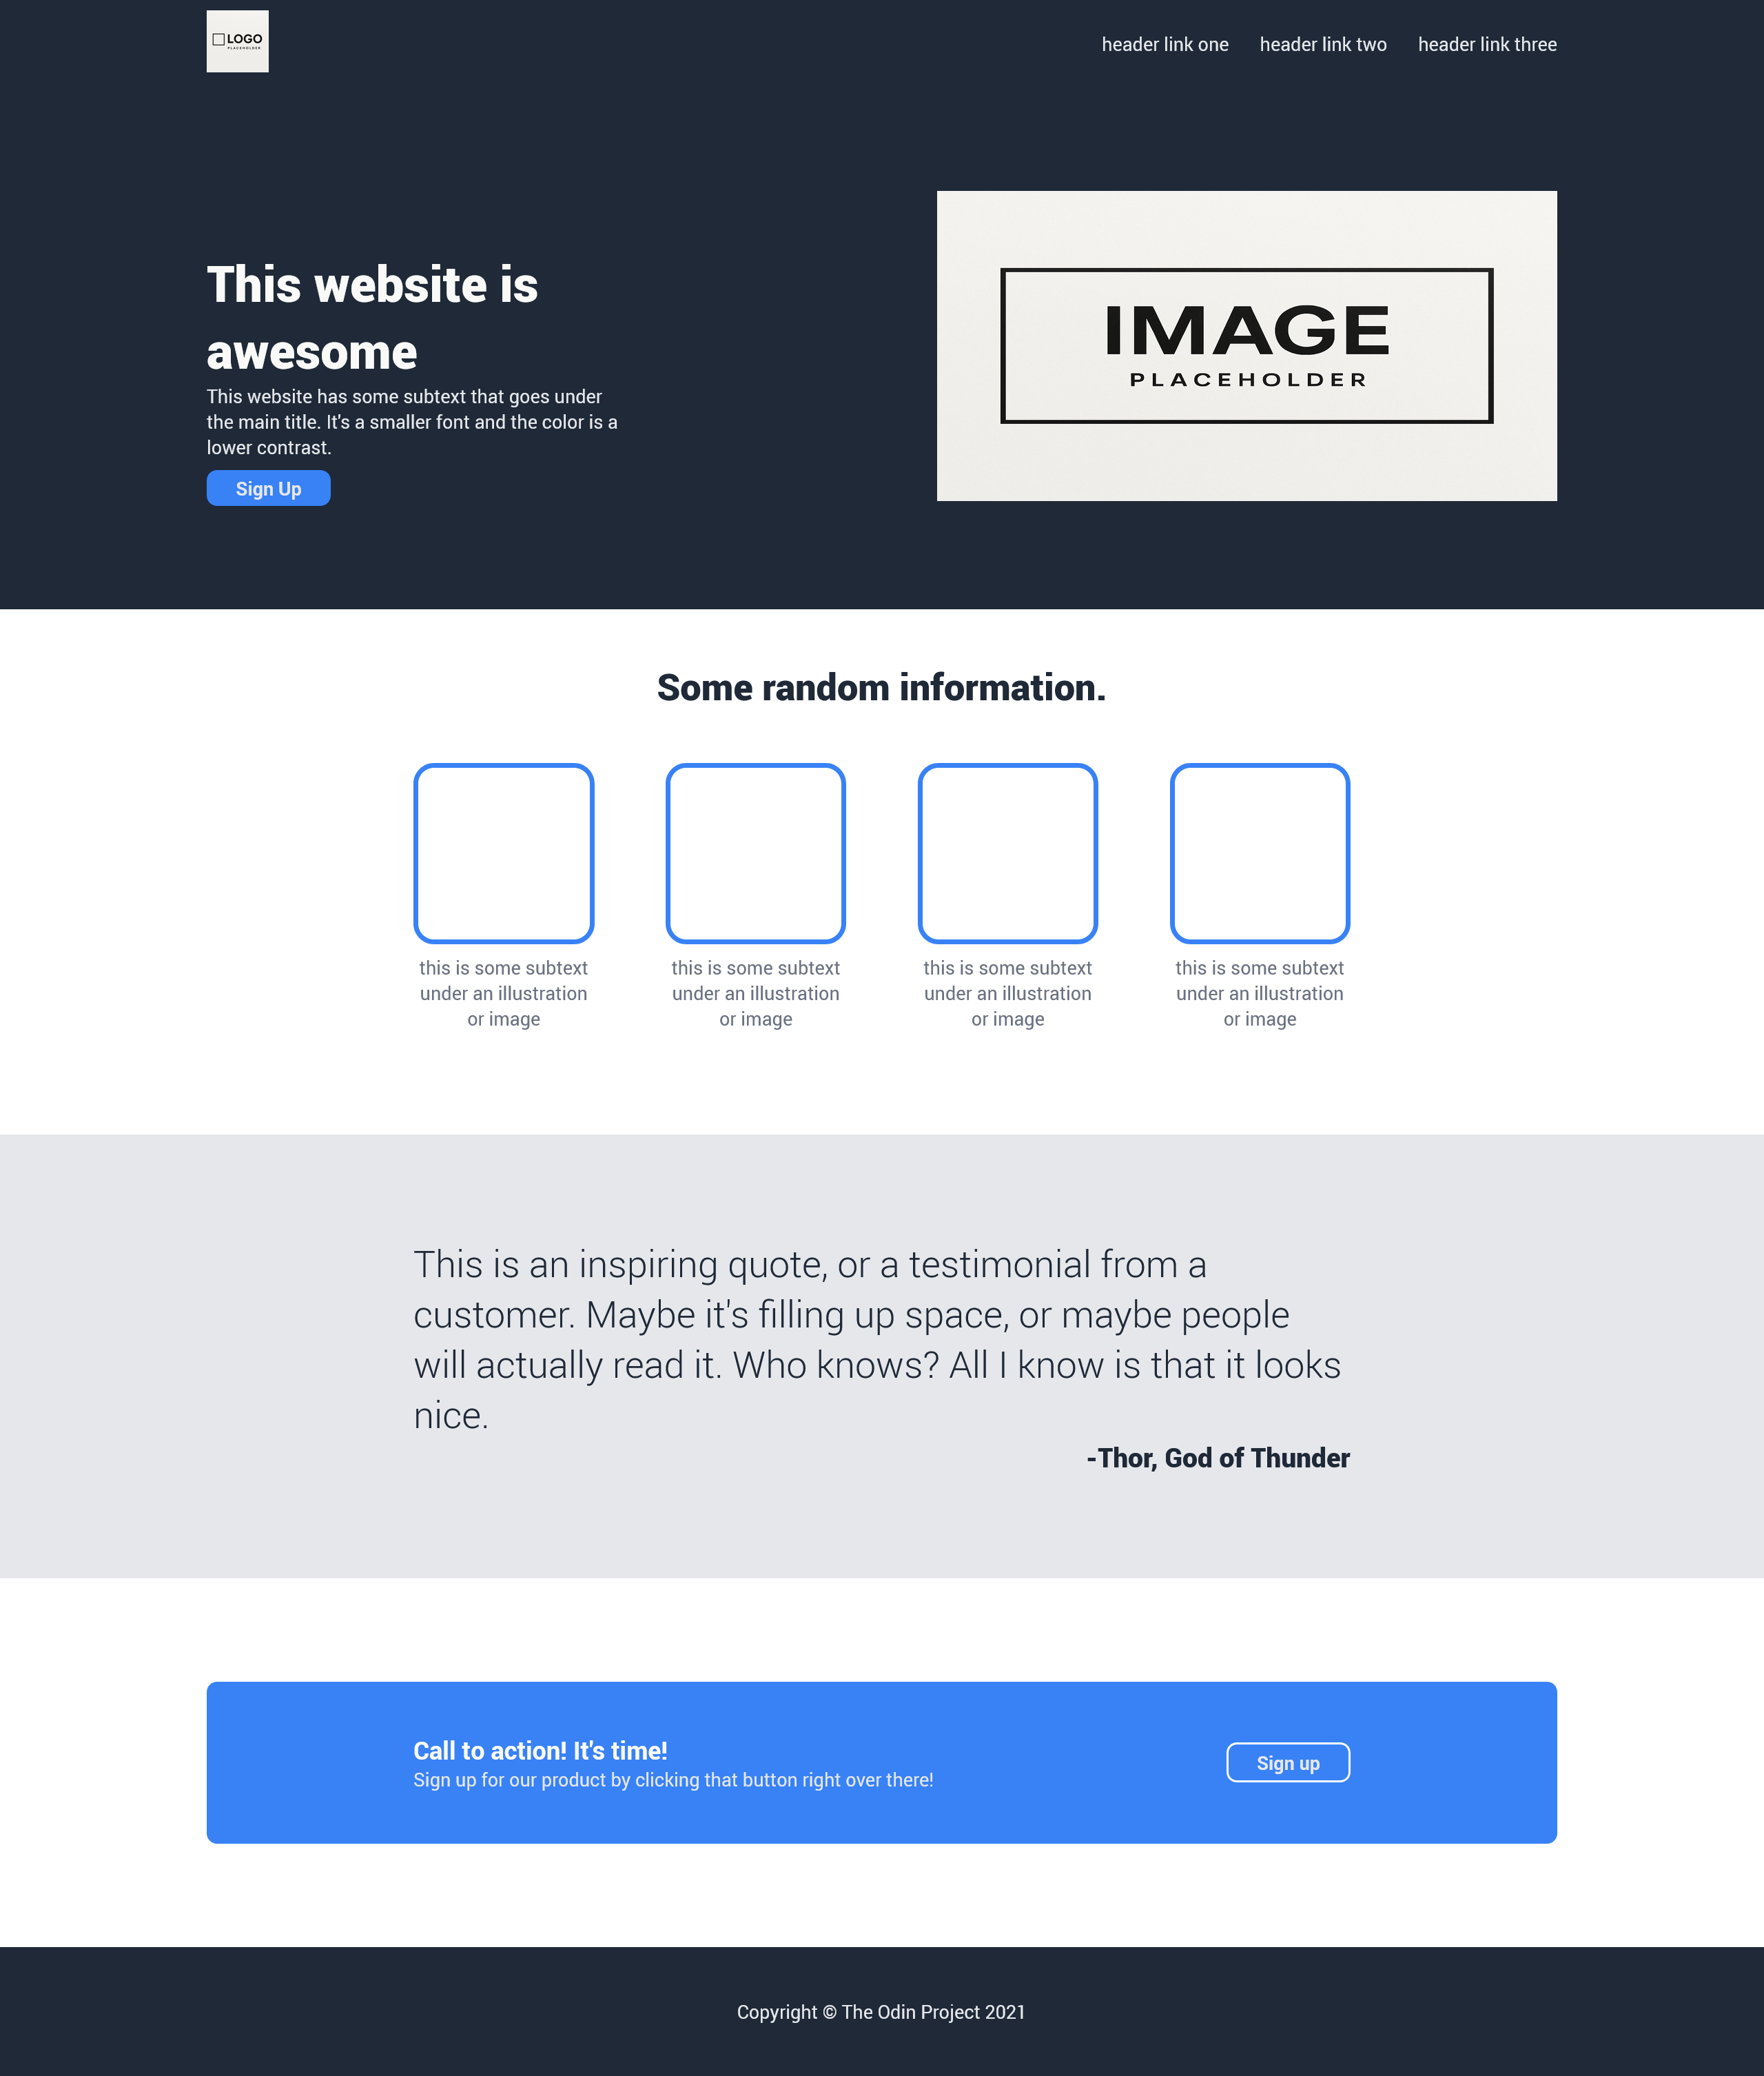 LOGO
PLACEHOLDER
header link one
header link two
header link three
This website is
awesome
This website has some subtext that goes under
the main title. It's a smaller font and the color is a
lower contrast.
Sign Up
IMAGE
PLACEHOLDER
Some random information.
this is some subtext
under an illustration
or image
this is some subtext
under an illustration
or image
this is some subtext
under an illustration
or image
this is some subtext
under an illustration
or image
This is an inspiring quote, or a testimonial from a
customer. Maybe it's filling up space, or maybe people
will actually read it. Who knows? All I know is that it looks
nice.
-Thor, God of Thunder
Call to action! It's time!
Sign up for our product by clicking that button right over there!
Sign up
Copyright © The Odin Project 2021